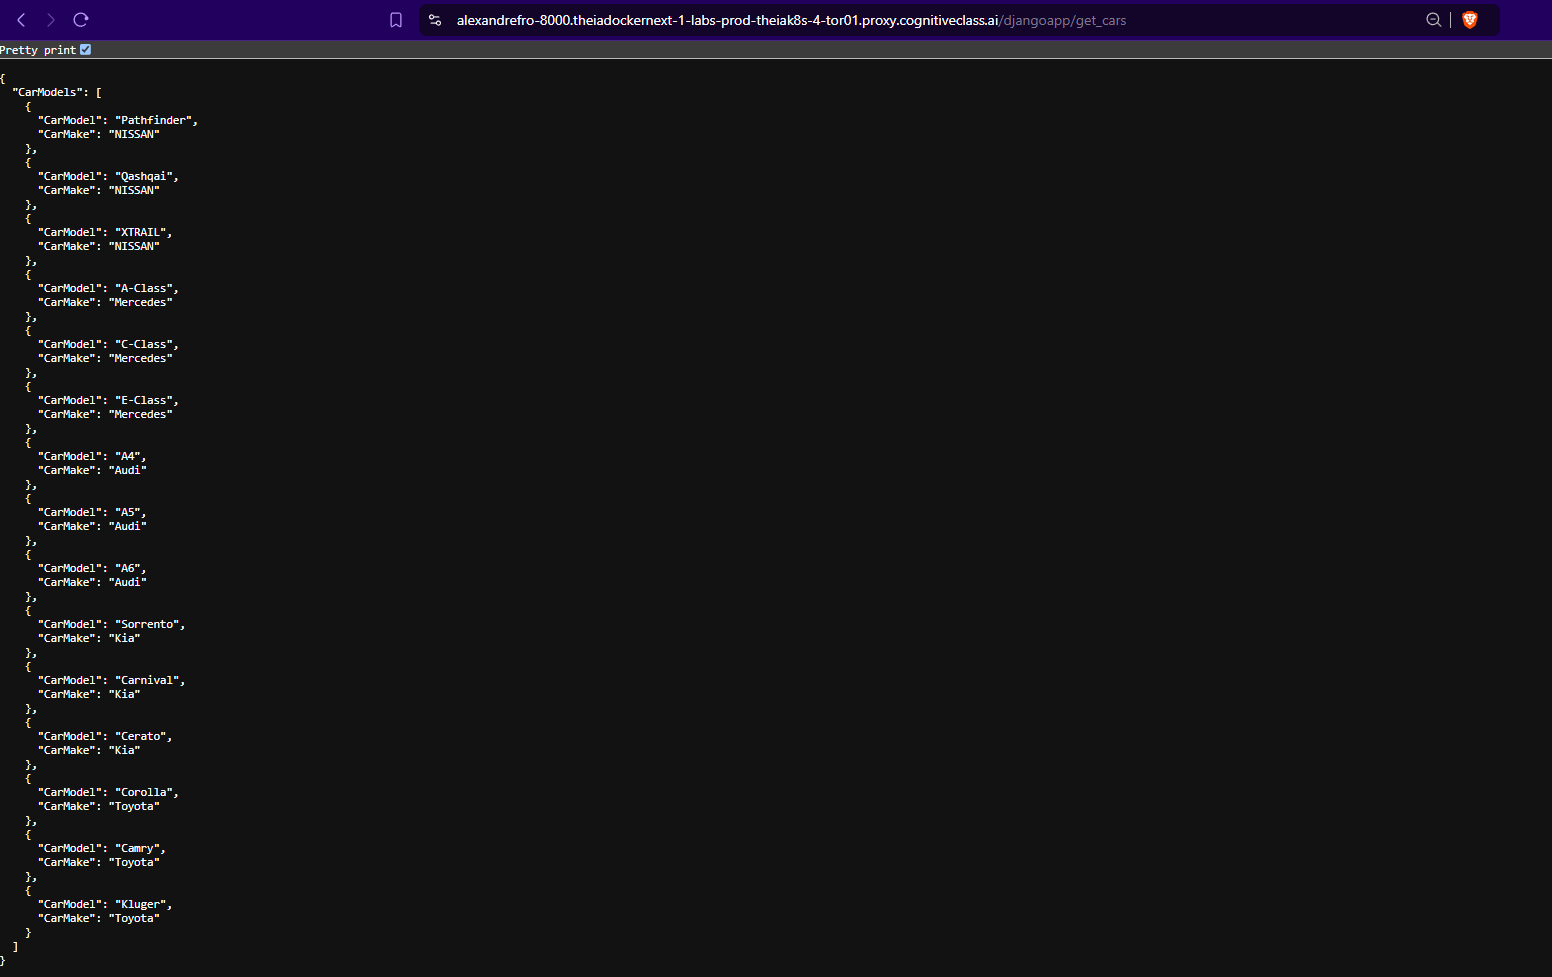 alexandrefro-8000.theiadockernext-1-labs-prod-theiak8s-4-tor01.proxy.cognitiveclass.ai/djangoapp/get_cars
Pretty print
{
  "CarModels": [
    {
      "CarModel": "Pathfinder",
      "CarMake": "NISSAN"
    },
    {
      "CarModel": "Qashqai",
      "CarMake": "NISSAN"
    },
    {
      "CarModel": "XTRAIL",
      "CarMake": "NISSAN"
    },
    {
      "CarModel": "A-Class",
      "CarMake": "Mercedes"
    },
    {
      "CarModel": "C-Class",
      "CarMake": "Mercedes"
    },
    {
      "CarModel": "E-Class",
      "CarMake": "Mercedes"
    },
    {
      "CarModel": "A4",
      "CarMake": "Audi"
    },
    {
      "CarModel": "A5",
      "CarMake": "Audi"
    },
    {
      "CarModel": "A6",
      "CarMake": "Audi"
    },
    {
      "CarModel": "Sorrento",
      "CarMake": "Kia"
    },
    {
      "CarModel": "Carnival",
      "CarMake": "Kia"
    },
    {
      "CarModel": "Cerato",
      "CarMake": "Kia"
    },
    {
      "CarModel": "Corolla",
      "CarMake": "Toyota"
    },
    {
      "CarModel": "Camry",
      "CarMake": "Toyota"
    },
    {
      "CarModel": "Kluger",
      "CarMake": "Toyota"
    }
  ]
}